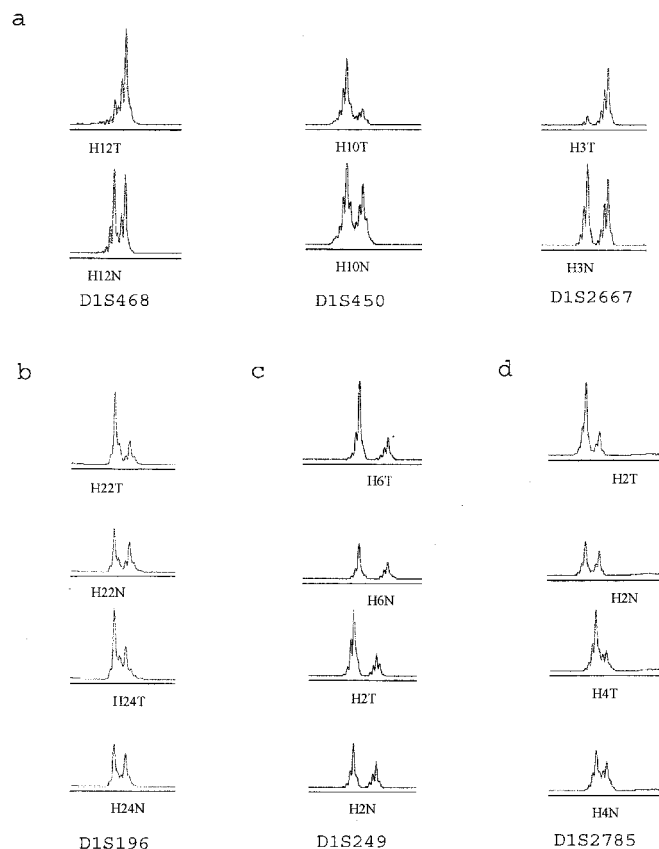 a
H12T
H10T
H3T
H12N
H10N
H3N
D1S468
D1S450
D1S2667
b
c
d
H22T
H6T
H2T
H22N
H6N
H2N
H24T
H2T
H4T
H24N
H2N
H4N
D1S196
D1S249
D1S2785